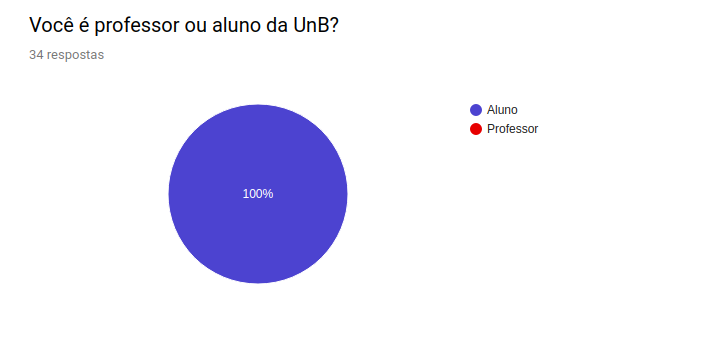 Você é professor ou aluno da UnB?
34 respostas
Aluno
Professor
100%